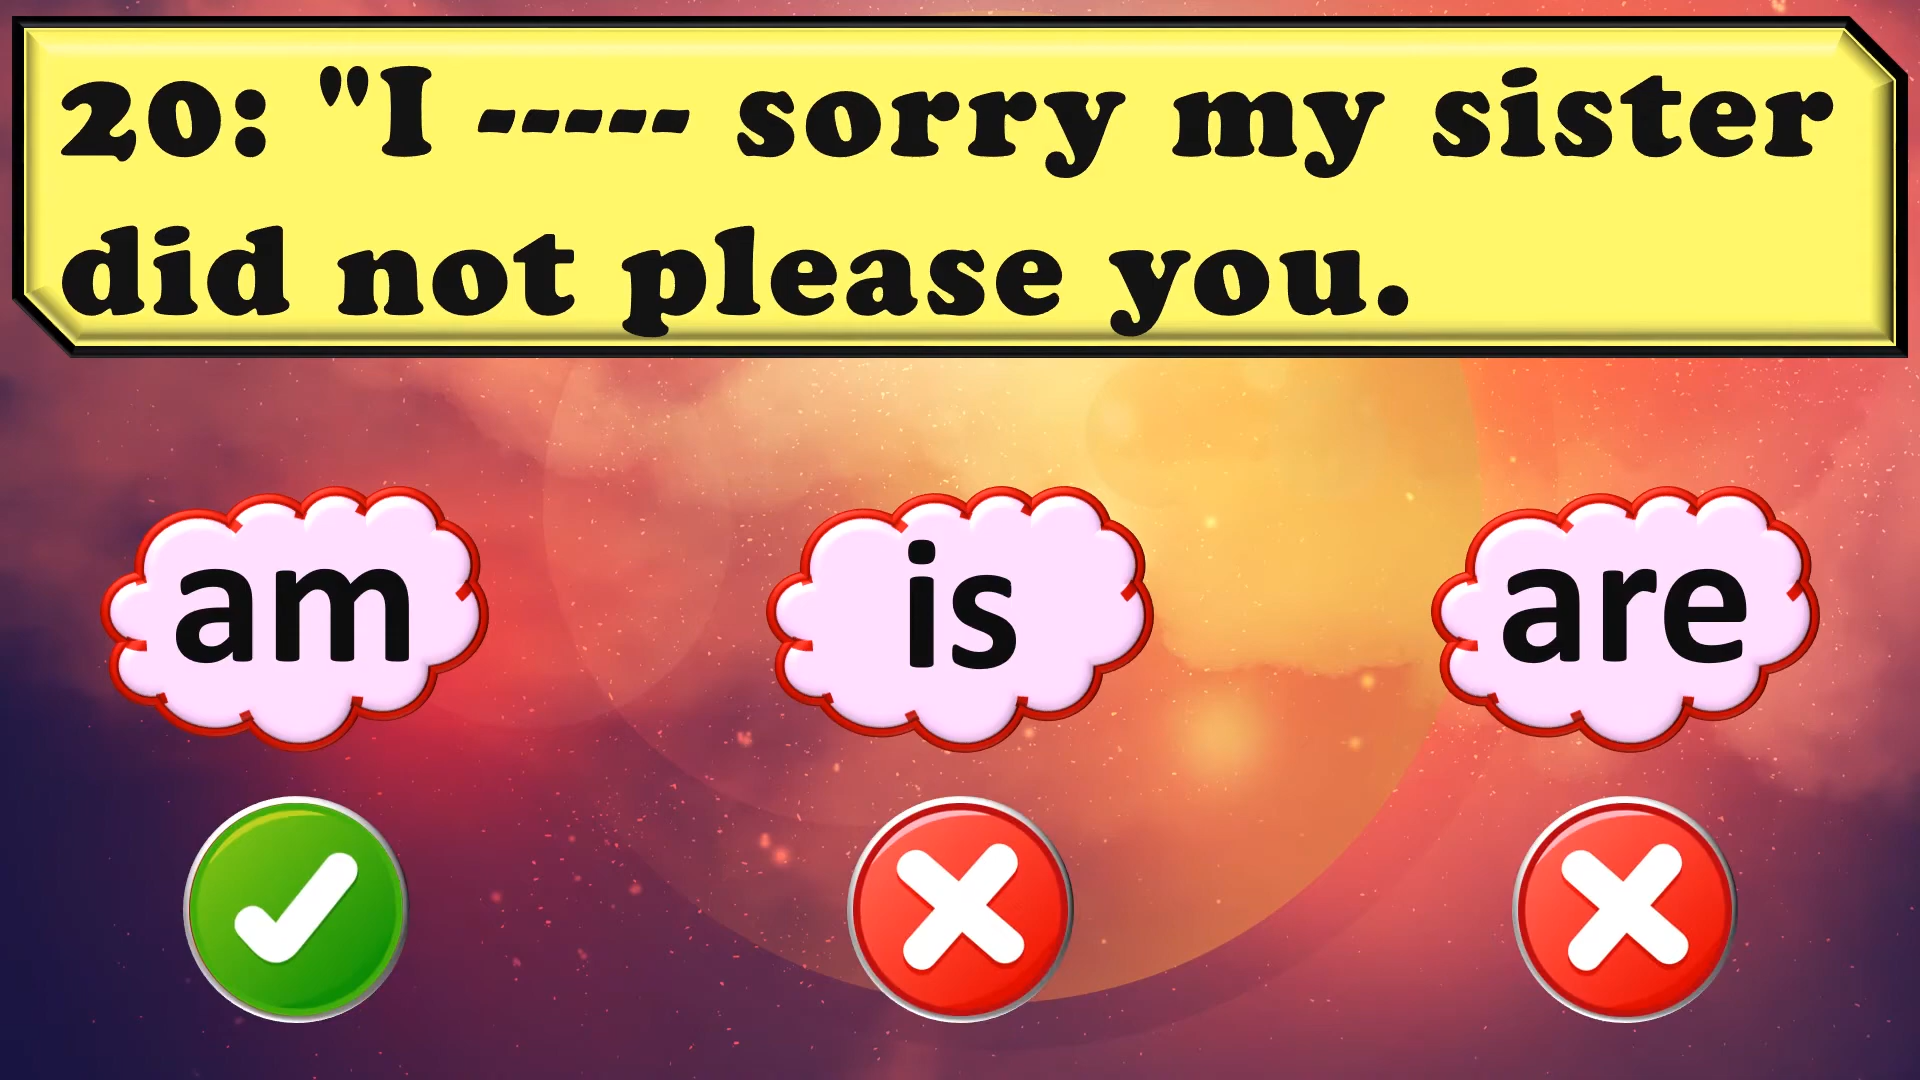 20: "I ----- sorry my sister
did not please you.
am is are